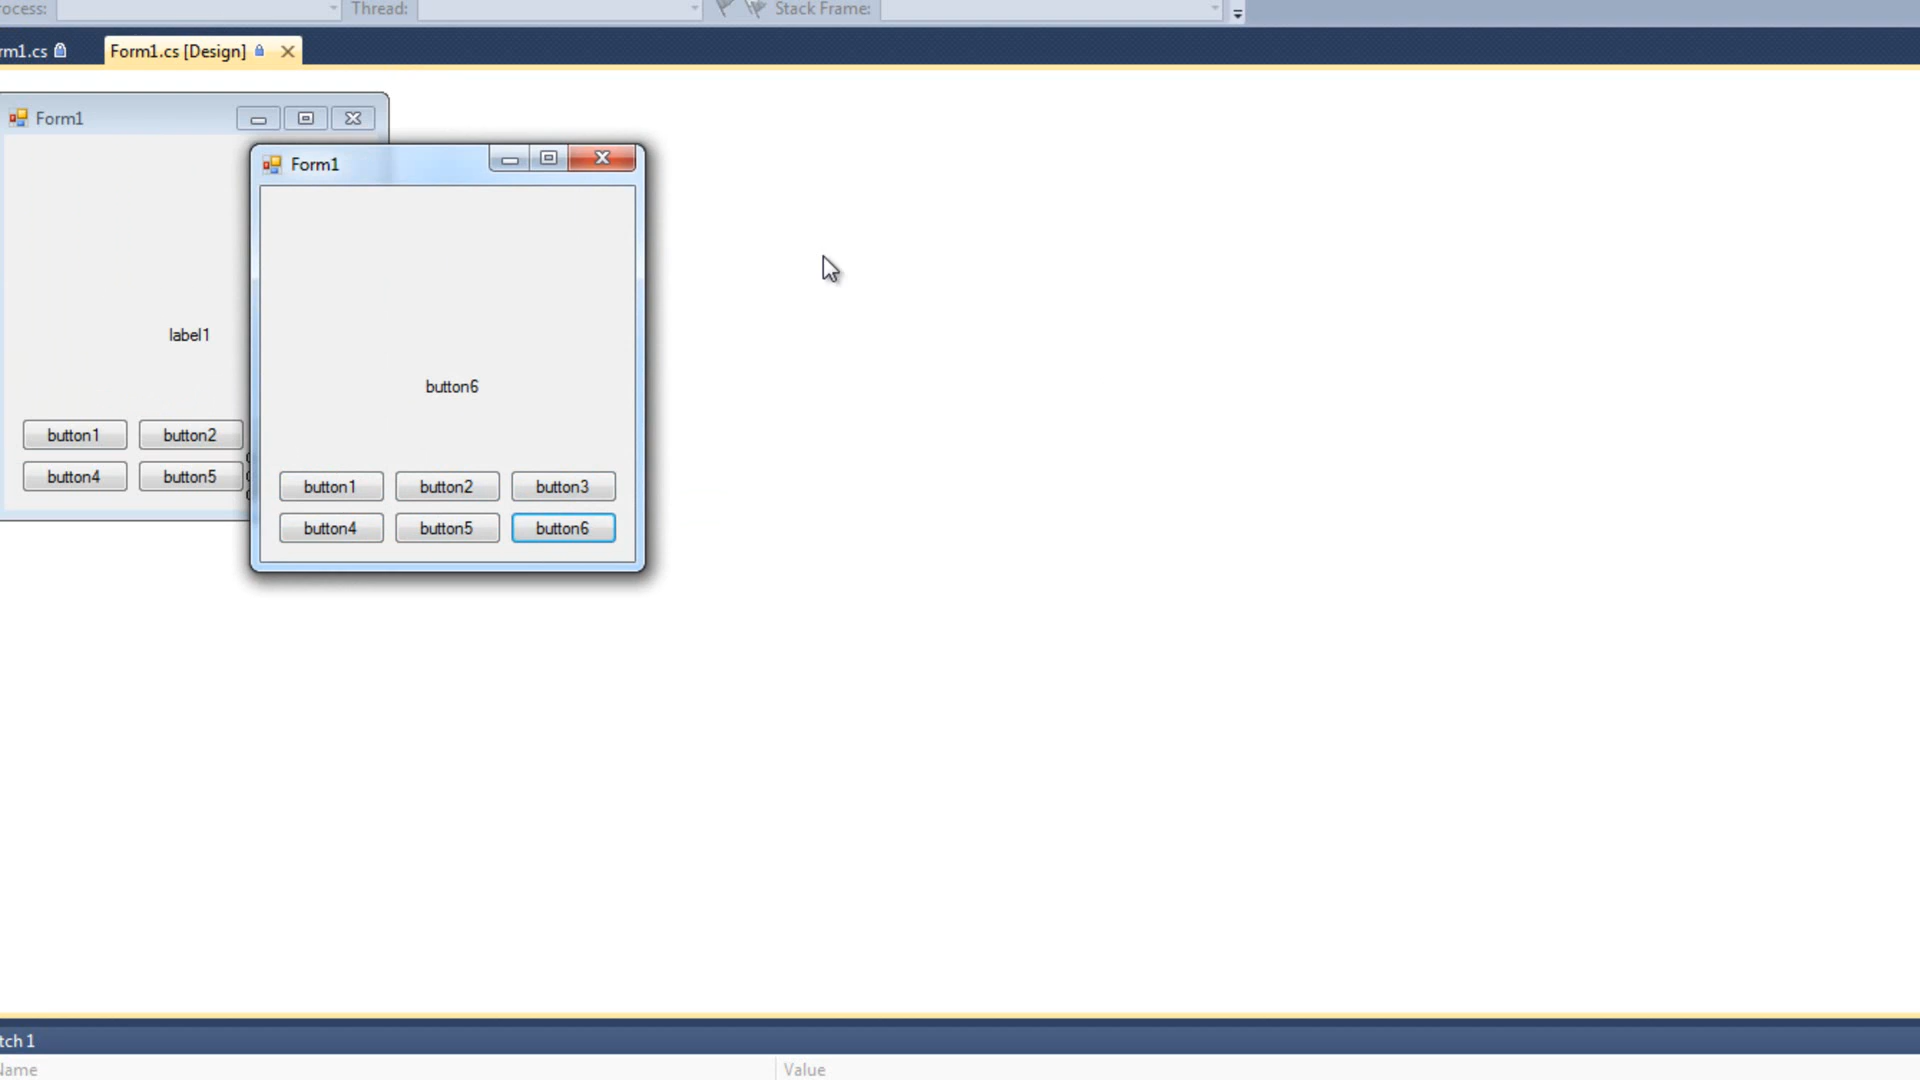 ocess:
Thread:
Stack Frame:
rm1.cs
Form1.cs [Design]
Form1
label1
button1 button2
button4 button5
Form1
button6
button1 button2 button3
button4 button5 button6
tch 1
Name
Value